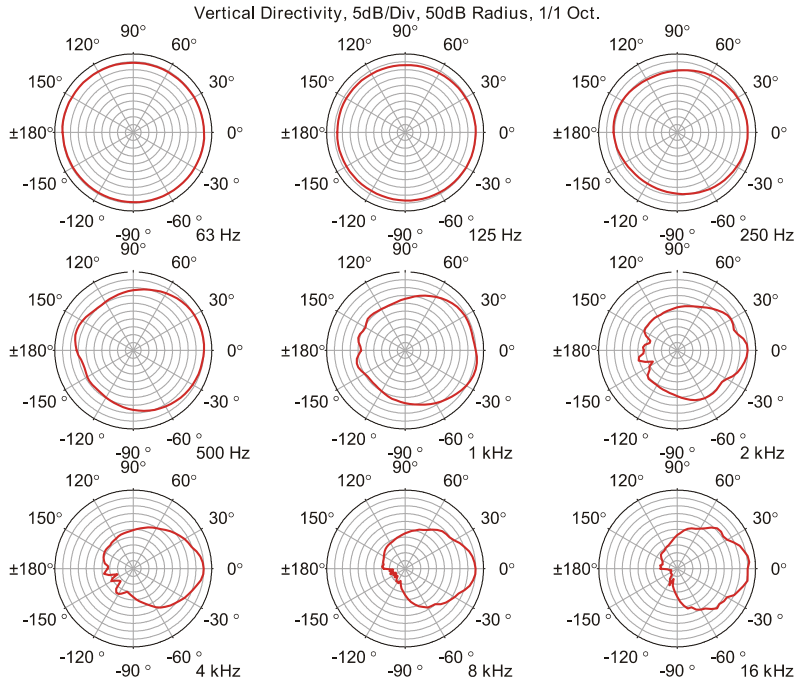 Vertical Directivity, 5dB/Div, 50dB Radius, 1/1 Oct.
90° 90° 90°
120° 60° 120° 60° 120° 60°
150° 30° 150° 30° 150° 30°
±180° 0° ±180° 0° ±180° 0°
-150 ° -30 ° -150 ° -30 ° -150 ° -30 °
-120 ° -60 ° -120 ° -60 ° -120 ° -60 °
-90 ° 63 Hz -90 ° 125 Hz -90 ° 250 Hz
90° 90° 90°
120° 60° 120° 60° 120° 60°
150° 30° 150° 30° 150° 30°
±180° 0° ±180° 0° ±180° 0°
-150 ° -30 ° -150 ° -30 ° -150 ° -30 °
-120 ° -60 ° -120 ° -60 ° -120 ° -60 °
-90 ° 500 Hz -90 ° 1 kHz -90 ° 2 kHz
90° 90° 90°
120° 60° 120° 60° 120° 60°
150° 30° 150° 30° 150° 30°
±180° 0° ±180° 0° ±180° 0°
-150 ° -30 ° -150 ° -30 ° -150 ° -30 °
-120 ° -60 ° -120 ° -60 ° -120 ° -60 °
-90 ° 4 kHz -90 ° 8 kHz -90 ° 16 kHz